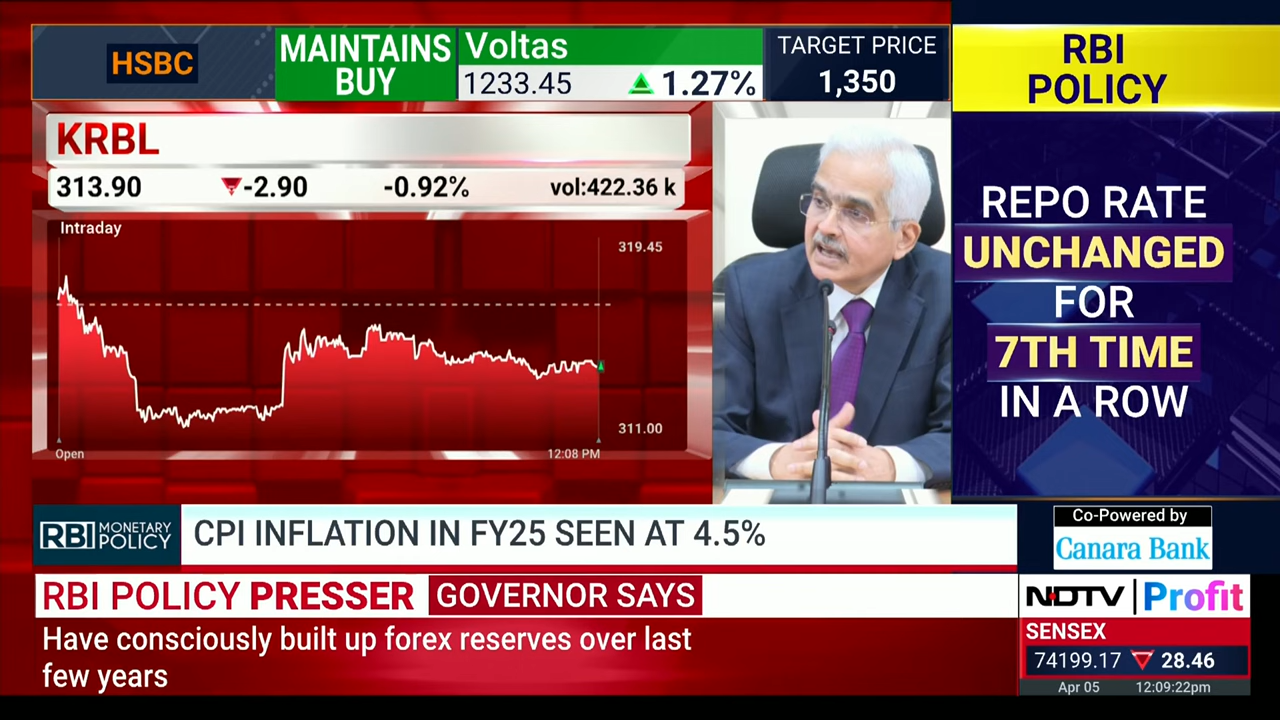 HSBC
MAINTAINS
BUY
Voltas
1233.45 ▲ 1.27%
TARGET PRICE
1,350
RBI
POLICY
KRBL
313.90 ▼-2.90 -0.92% vol:422.36 k
Intraday
319.45
311.00
Open 12:08 PM
REPO RATE
UNCHANGED
FOR
7TH TIME
IN A ROW
RBI MONETARY
POLICY
CPI INFLATION IN FY25 SEEN AT 4.5%
Co-Powered by
Canara Bank
RBI POLICY PRESSER GOVERNOR SAYS
Have consciously built up forex reserves over last
few years
NDTV Profit
SENSEX
74199.17 ▼ 28.46
Apr 05 12:09:22pm